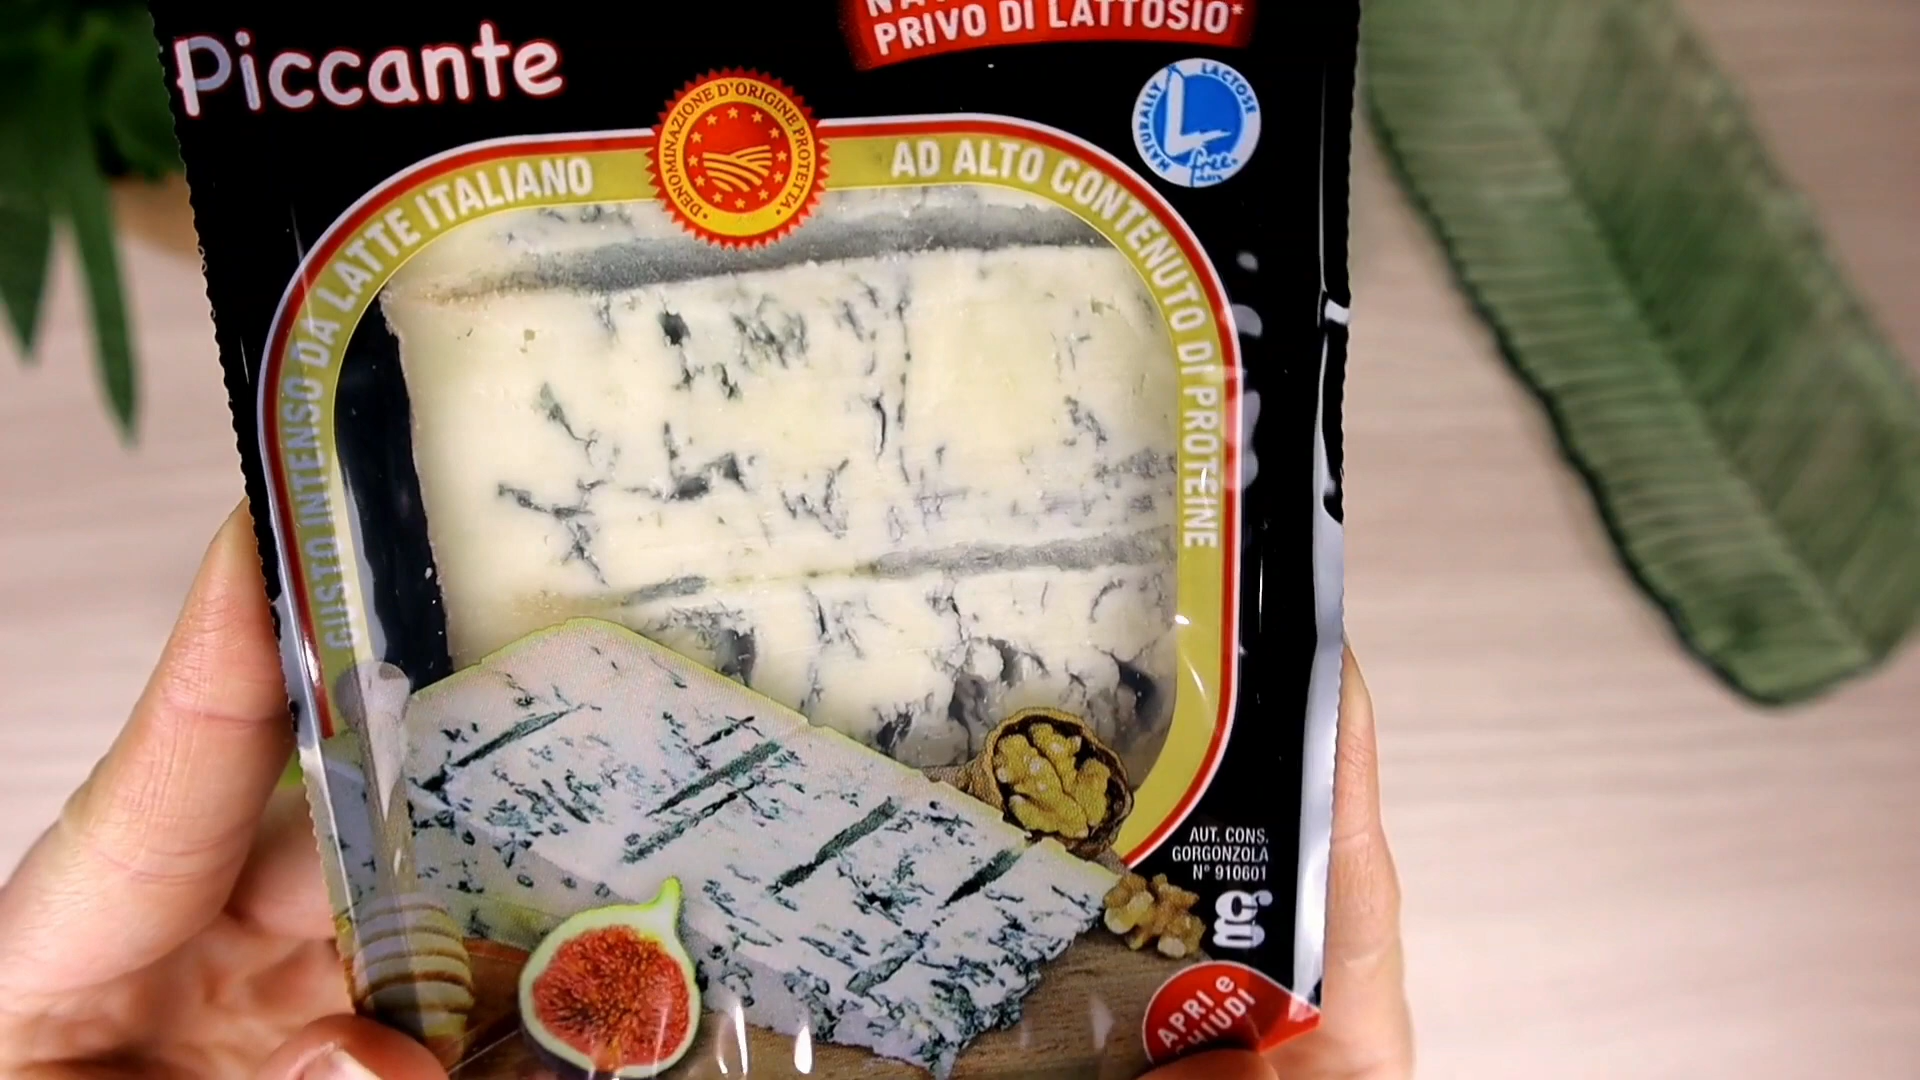 Piccante
PRIVO DI LATTOSIO*
NATURALLY LACTOSE
free
DENOMINAZIONE D'ORIGINE PROTETTA
GUSTO INTENSO DA LATTE ITALIANO
AD ALTO CONTENUTO DI PROTEINE
AUT. CONS.
GORGONZOLA
N° 910601
APRI e
CHIUDI